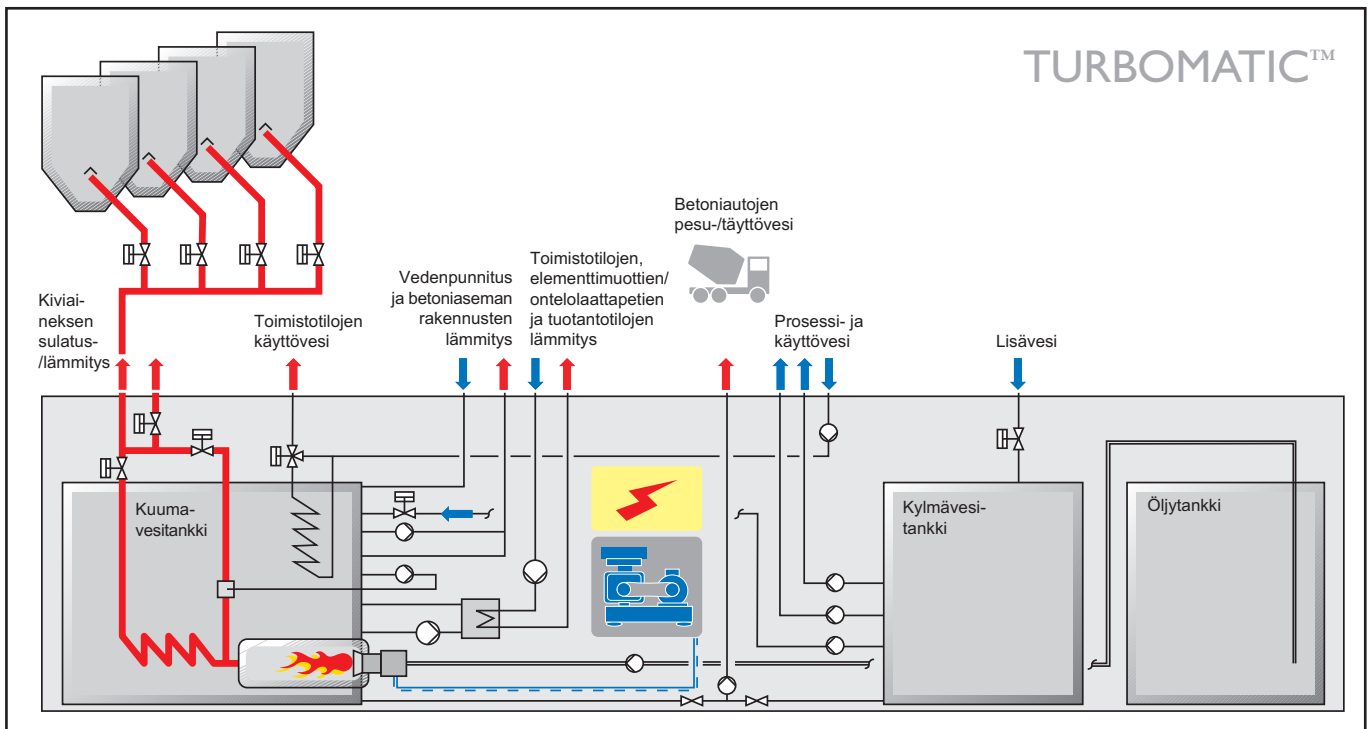 TURBOMATIC™
Betoniautojen
pesu-/täyttövesi
Kiviai-
neksen
sulatus-
/lämmitys
Toimistotilojen
käyttövesi
Vedenpunnitus
ja betoniaseman
rakennusten
lämmitys
Toimistotilojen,
elementtimuottien/
ontelolaattapetien
ja tuotantotilojen
lämmitys
Prosessi- ja
käyttövesi
Lisävesi
Kuuma-
vesitankki
Kylmävesi-
tankki
Öljytankki